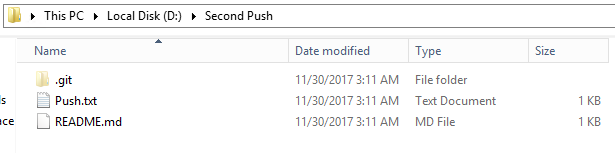 This PC Local Disk (D:) Second Push
Name Date modified Type Size
.git 11/30/2017 3:11 AM File folder
Push.txt 11/30/2017 3:11 AM Text Document 1 KB
README.md 11/30/2017 3:11 AM MD File 1 KB